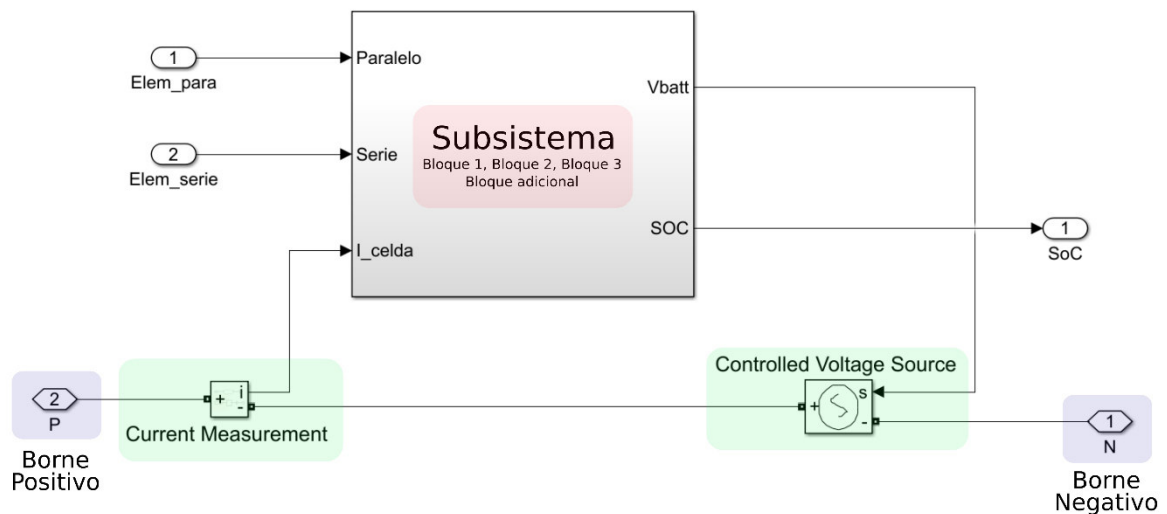 1
Elem_para
2
Elem_serie
Paralelo
Serie
I_celda
Subsistema
Bloque 1, Bloque 2, Bloque 3
Bloque adicional
Vbatt
SOC
1
SoC
2
P
Borne
Positivo
+
i
-
Current Measurement
Controlled Voltage Source
+
s
-
1
N
Borne
Negativo